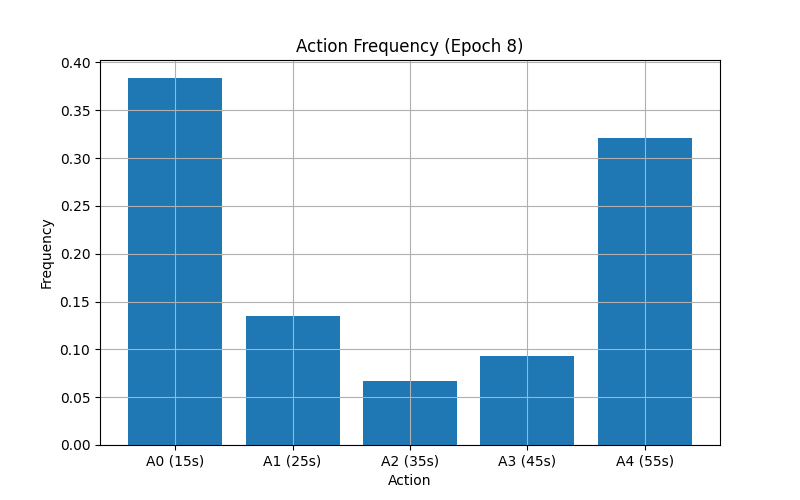 Action Frequency (Epoch 8)
0.40
0.35
0.30
0.25
0.20
0.15
0.10
0.05
0.00
Frequency
A0 (15s) A1 (25s) A2 (35s) A3 (45s) A4 (55s)
Action